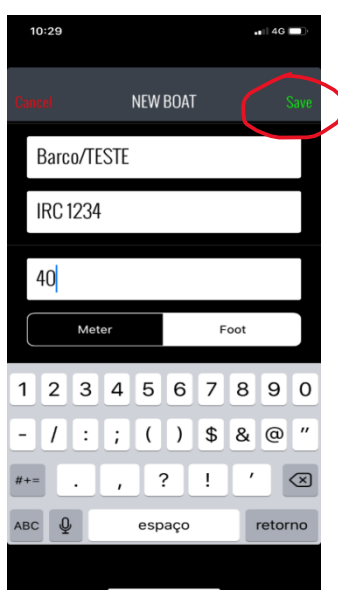 10:29 4G
Cancel NEW BOAT Save
Barco/TESTE
IRC 1234
40
Meter Foot
1 2 3 4 5 6 7 8 9 0
- / : ; ( ) $ & @ "
#+= . , ? ! '
ABC espaço retorno